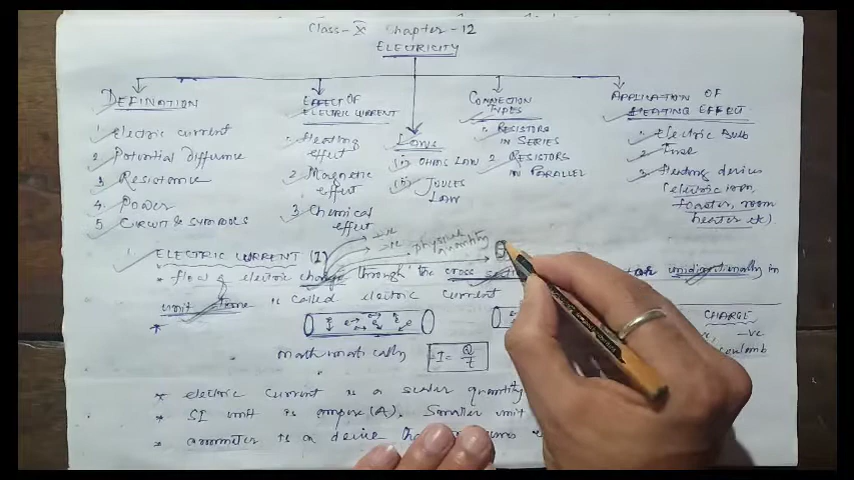 Class-X Chapter-12
ELECTRICITY
DEFINATION
1 Electric current
2 Potential difference
3 Resistance
4. Power
5 CIRCUIT & SYMBOLS
EFFECT OF
ELECTRIC CURRENT
1. Heating
effect
2 Magnetic
effect
3 Chemical
effect
LAWS
(i) OHMS LAW
(ii) JOULES
LAW
CONNECTION
TYPES
1. RESISTORS
IN SERIES
2 RESISTORS
IN PARALLEL
APPLICATION OF
HEATING EFFECT
1. Electric Bulb
2 Fuse
3. Heating devices
(electric iron,
toaster, room
heater etc)
1 ELECTRIC CURRENT (I)
-ve
physical
quantity
* flow of electric charge through the cross unidirectionally in
unit time is called electric current
*
CHARGE
-ve
coulomb
mathematically I = Q/t
* electric current is a scalar quantity
* SI unit is ampere (A). Smaller unit
* ammeter is a device